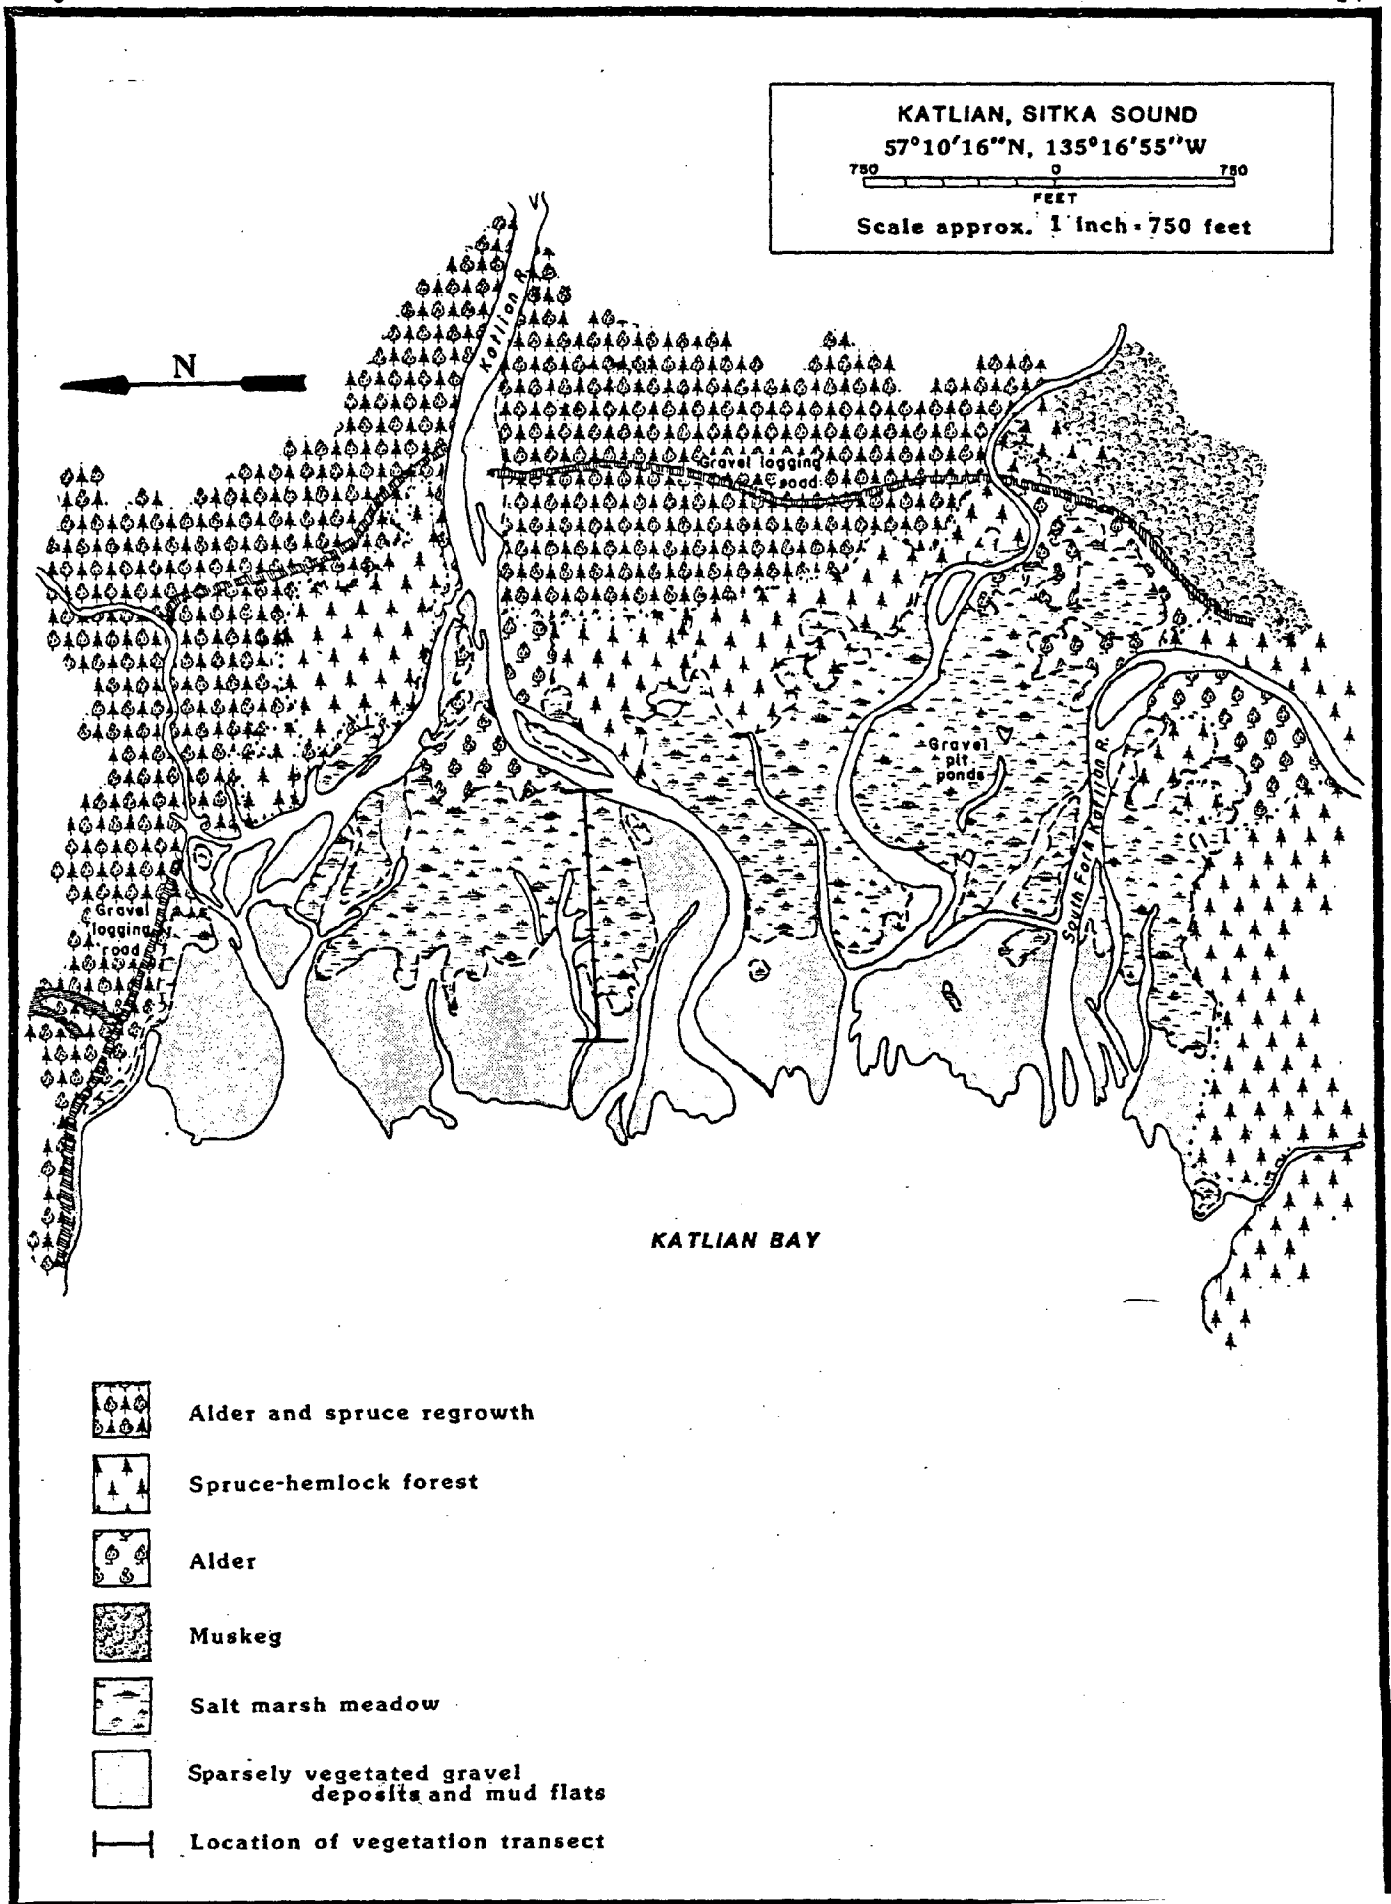 KATLIAN, SITKA SOUND
57°10'16"N, 135°16'55"W
750 0 750
FEET
Scale approx. 1 inch = 750 feet
N
Katlian R.
Gravel logging
road
Gravel
pit
ponds
South Fork Katlian R.
Gravel
logging
road
KATLIAN BAY
Alder and spruce regrowth
Spruce-hemlock forest
Alder
Muskeg
Salt marsh meadow
Sparsely vegetated gravel
deposits and mud flats
Location of vegetation transect